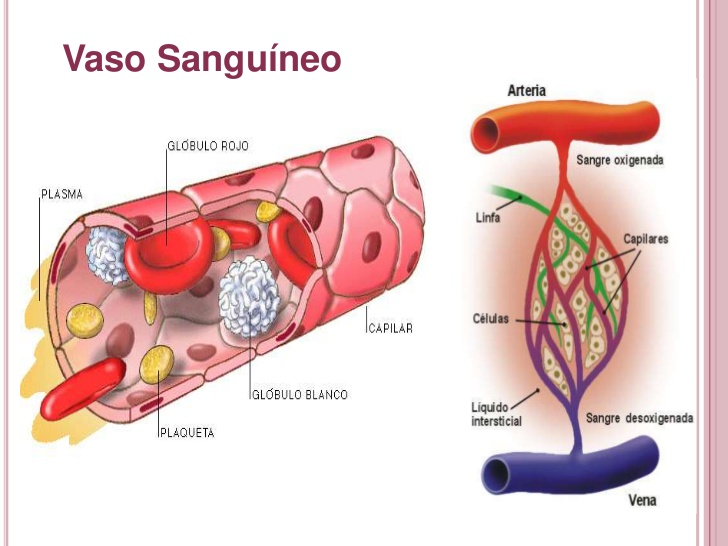 Vaso Sanguíneo
GLÓBULO ROJO
PLASMA
CAPILAR
GLÓBULO BLANCO
PLAQUETA
Arteria
Sangre oxigenada
Linfa
Capilares
Células
Líquido
intersticial
Sangre desoxigenada
Vena